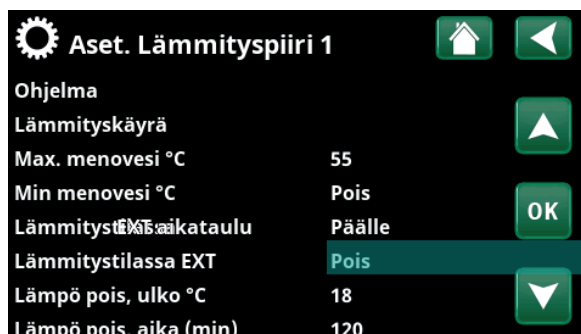 Aset. Lämmityspiiri 1
Ohjelma
Lämmityskäyrä
Max. menovesi °C 55
Min menovesi °C Pois
aikataulu Päälle
Lämmitystilassa EXT Pois
OK
Lämpö pois, ulko °C 18
Lämpö pois, aika (min) 120